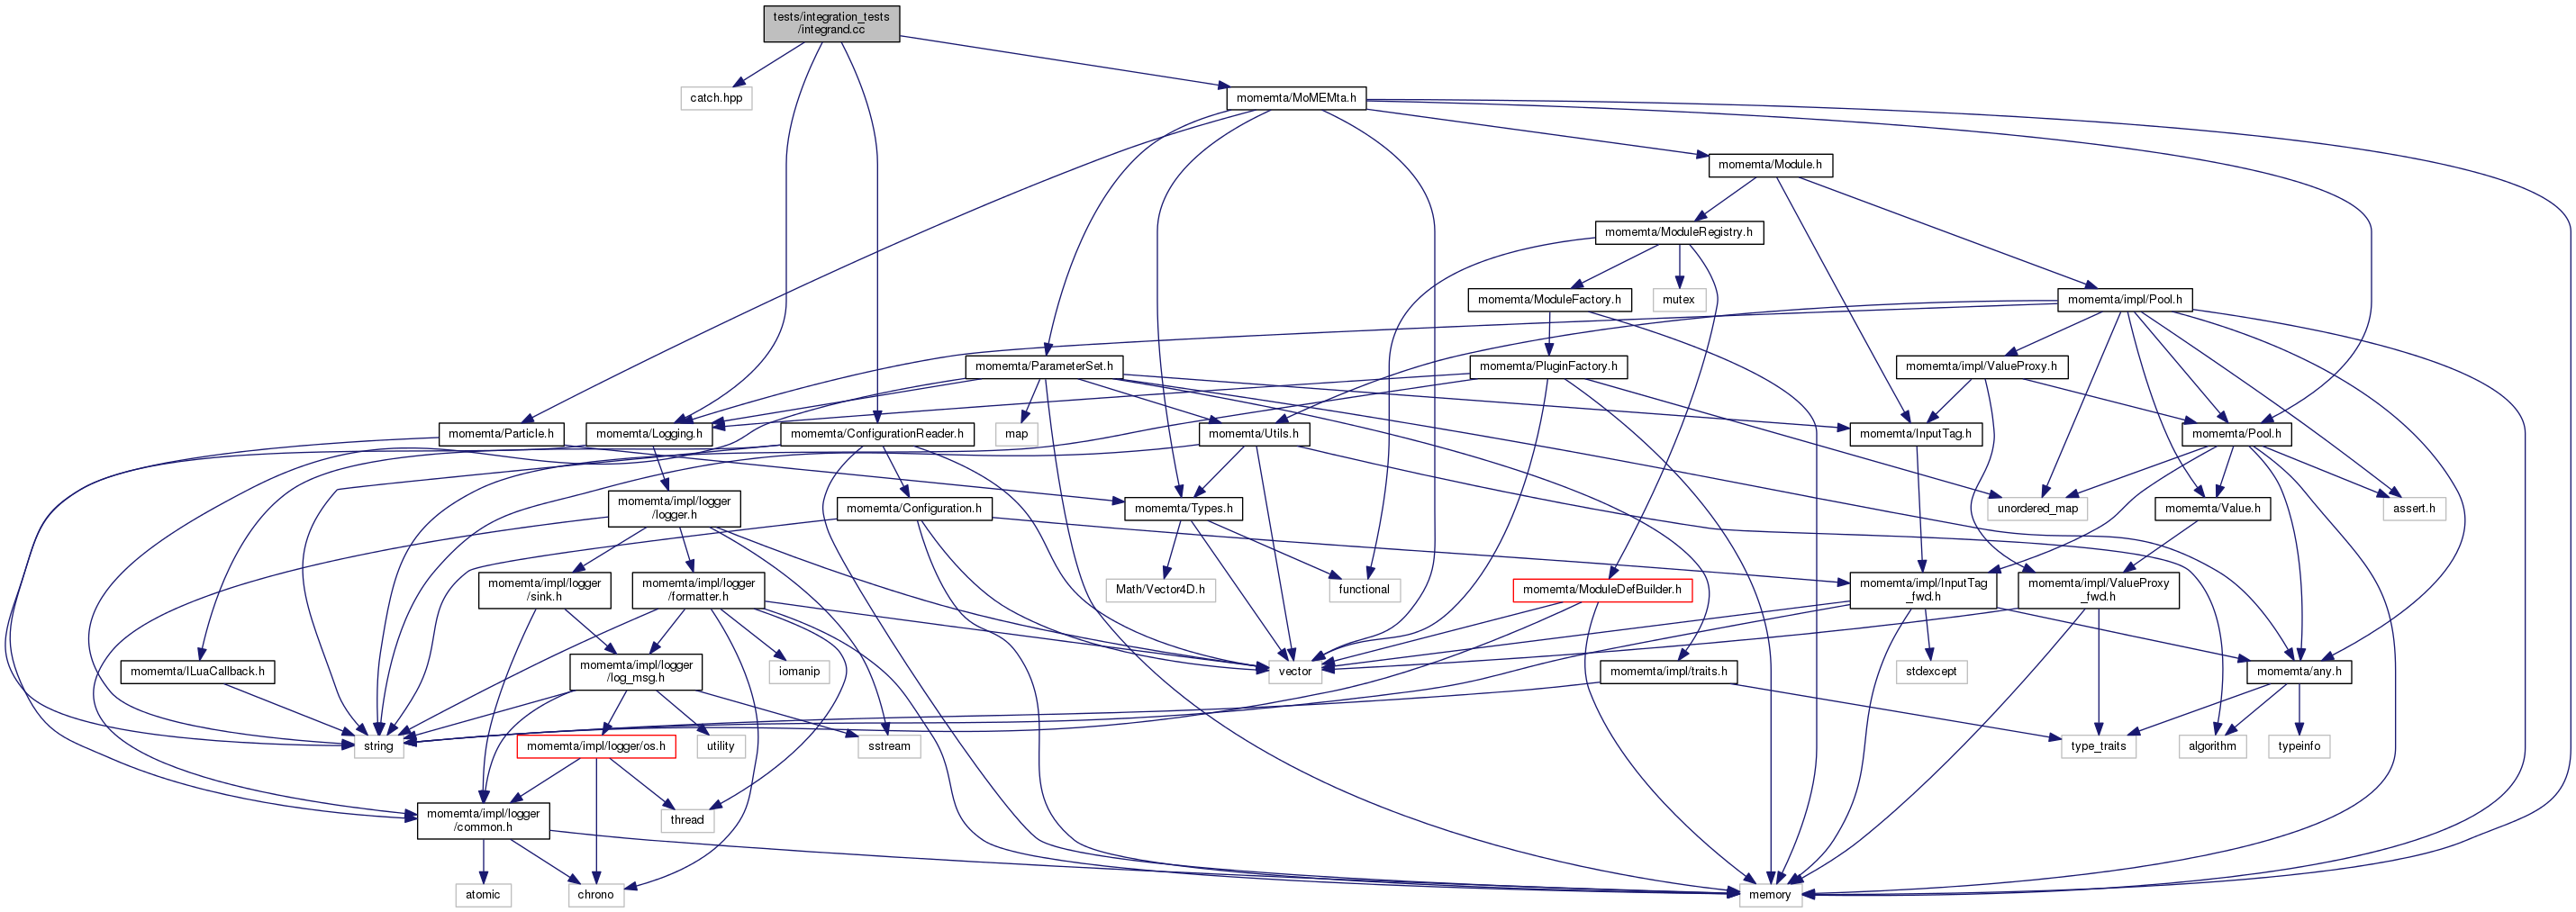 tests/integration_tests
/integrand.cc
catch.hpp
momemta/MoMEMta.h
momemta/Module.h
momemta/ModuleRegistry.h
momemta/ModuleFactory.h
mutex
momemta/impl/Pool.h
momemta/ParameterSet.h
momemta/PluginFactory.h
momemta/impl/ValueProxy.h
momemta/Particle.h
momemta/Logging.h
momemta/ConfigurationReader.h
map
momemta/Utils.h
momemta/InputTag.h
momemta/Pool.h
momemta/impl/logger
/logger.h
momemta/Configuration.h
momemta/Types.h
unordered_map
momemta/Value.h
assert.h
momemta/impl/logger
/sink.h
momemta/impl/logger
/formatter.h
Math/Vector4D.h
functional
momemta/ModuleDefBuilder.h
momemta/impl/InputTag
_fwd.h
momemta/impl/ValueProxy
_fwd.h
momemta/ILuaCallback.h
momemta/impl/logger
/log_msg.h
iomanip
vector
momemta/impl/traits.h
stdexcept
momemta/any.h
string
momemta/impl/logger/os.h
utility
sstream
type_traits
algorithm
typeinfo
momemta/impl/logger
/common.h
thread
atomic
chrono
memory